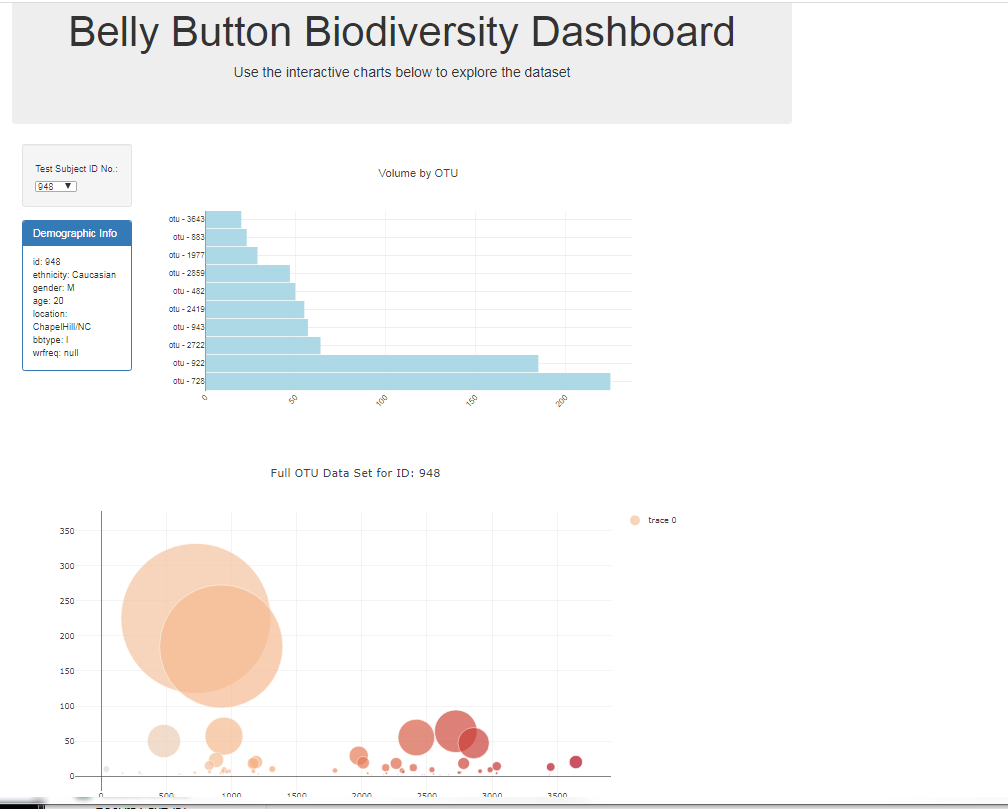 Belly Button Biodiversity Dashboard
Use the interactive charts below to explore the dataset
Test Subject ID No.:
948 ▼
Demographic Info
id: 948
ethnicity: Caucasian
gender: M
age: 20
location:
ChapelHill/NC
bbtype: I
wrfreq: null
Volume by OTU
otu - 3643
otu - 883
otu - 1977
otu - 2859
otu - 482
otu - 2419
otu - 943
otu - 2722
otu - 922
otu - 728
0 50 100 150 200
Full OTU Data Set for ID: 948
trace 0
350
300
250
200
150
100
50
0
0 500 1000 1500 2000 2500 3000 3500